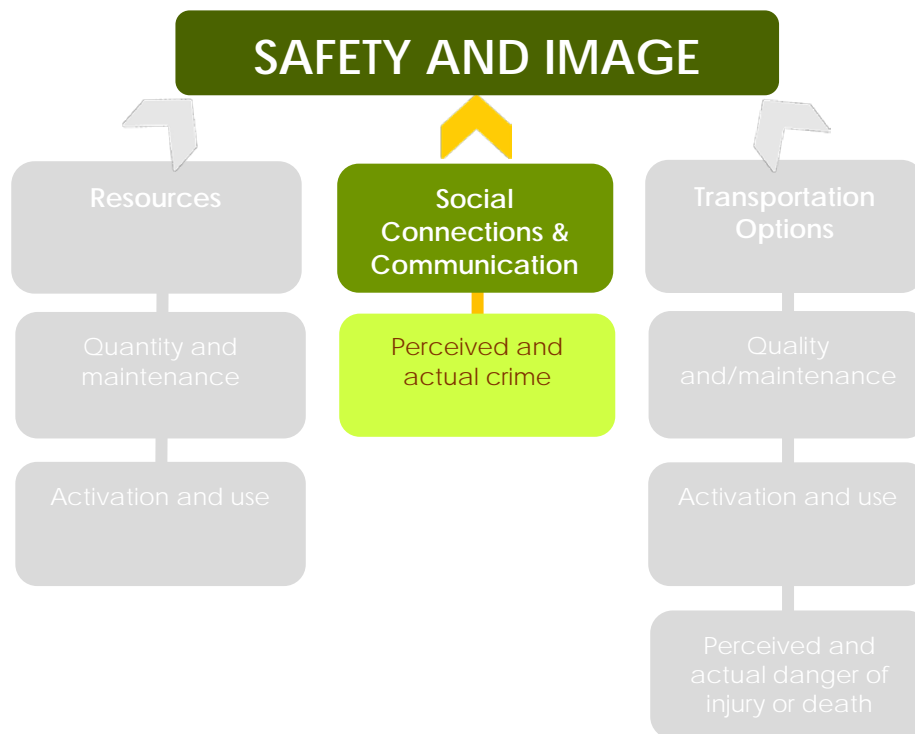 SAFETY AND IMAGE
Resources
Quantity and
maintenance
Activation and use
Social
Connections &
Communication
Perceived and
actual crime
Transportation
Options
Quality
and/maintenance
Activation and use
Perceived and
actual danger of
injury or death